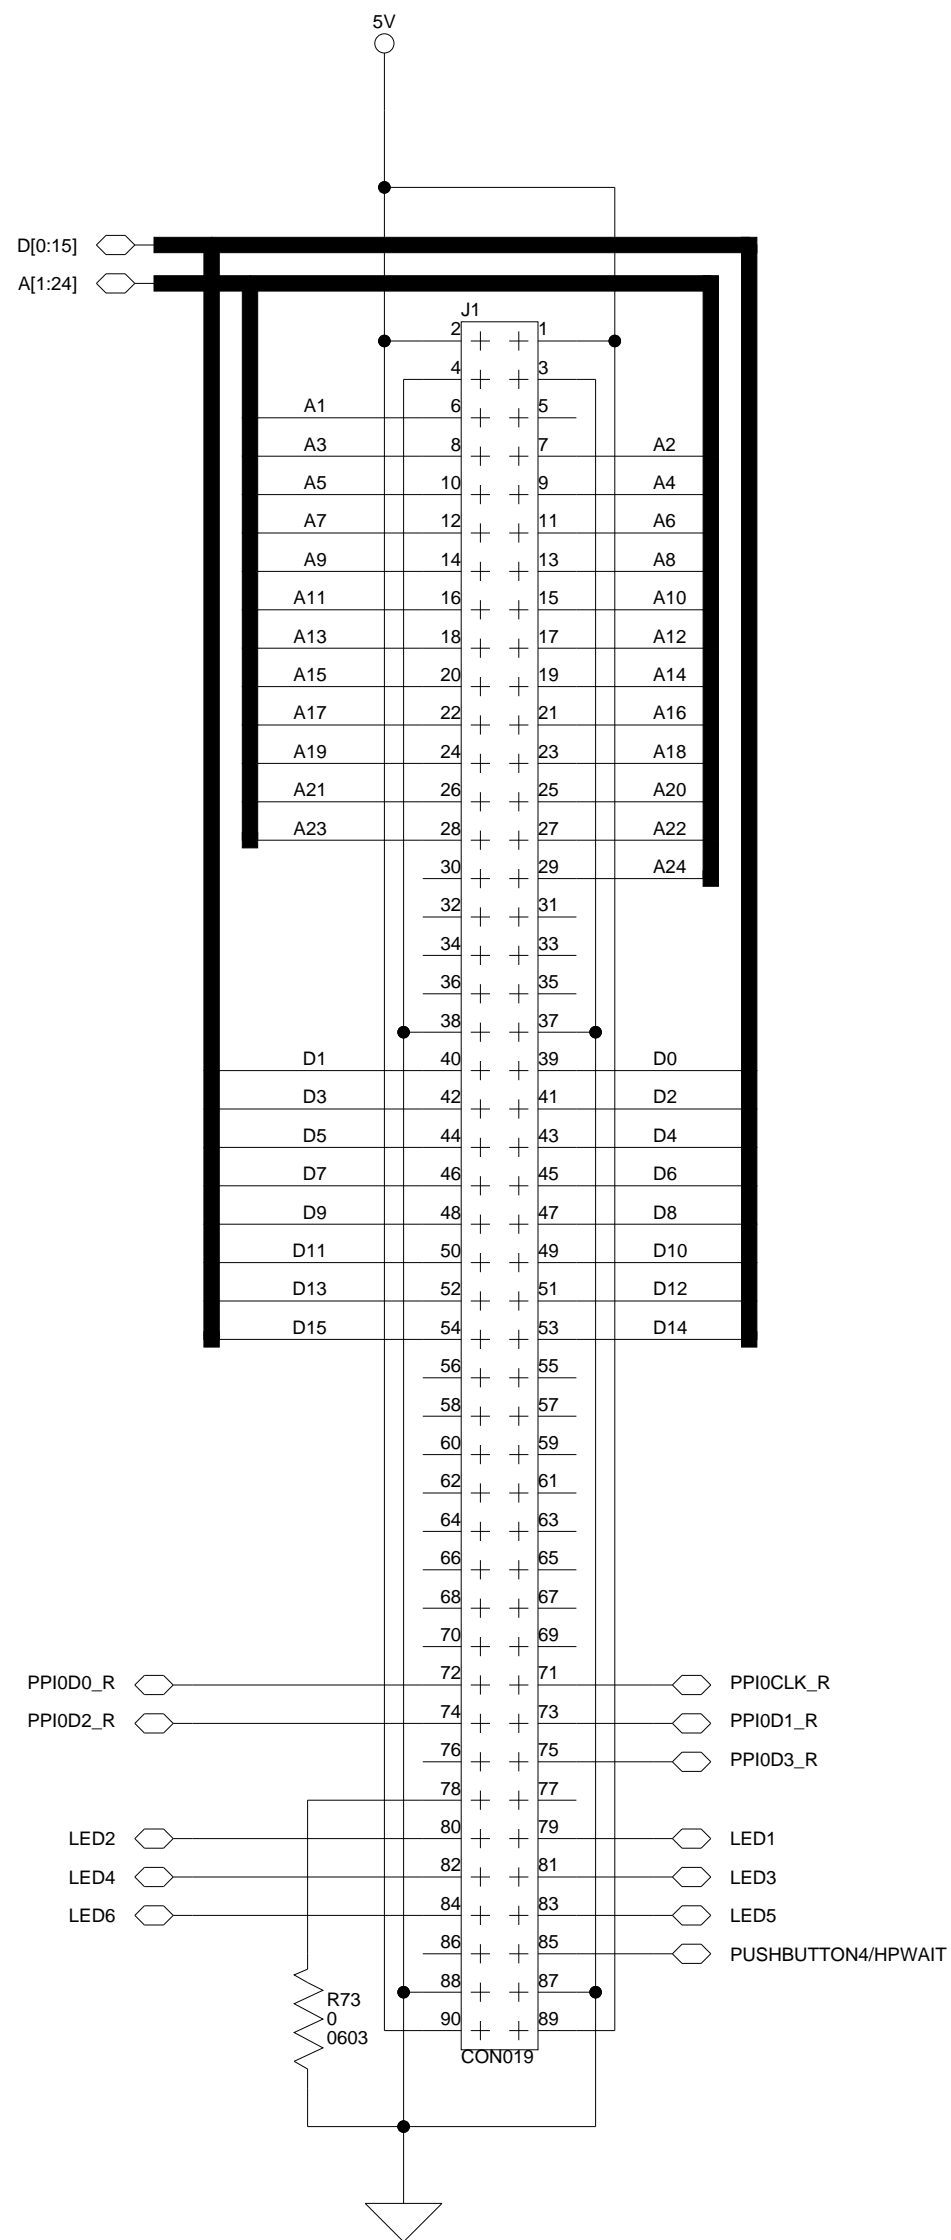 5V
D[0:15]
A[1:24]
J1
2 1
4 3
A1 6 5
A3 8 7 A2
A5 10 9 A4
A7 12 11 A6
A9 14 13 A8
A11 16 15 A10
A13 18 17 A12
A15 20 19 A14
A17 22 21 A16
A19 24 23 A18
A21 26 25 A20
A23 28 27 A22
30 29 A24
32 31
34 33
36 35
38 37
D1 40 39 D0
D3 42 41 D2
D5 44 43 D4
D7 46 45 D6
D9 48 47 D8
D11 50 49 D10
D13 52 51 D12
D15 54 53 D14
56 55
58 57
60 59
62 61
64 63
66 65
68 67
70 69
PPI0D0_R 72 71 PPI0CLK_R
PPI0D2_R 74 73 PPI0D1_R
76 75 PPI0D3_R
78 77
LED2 80 79 LED1
LED4 82 81 LED3
LED6 84 83 LED5
86 85 PUSHBUTTON4/HPWAIT
88 87
R73
0
0603
90 89
CON019